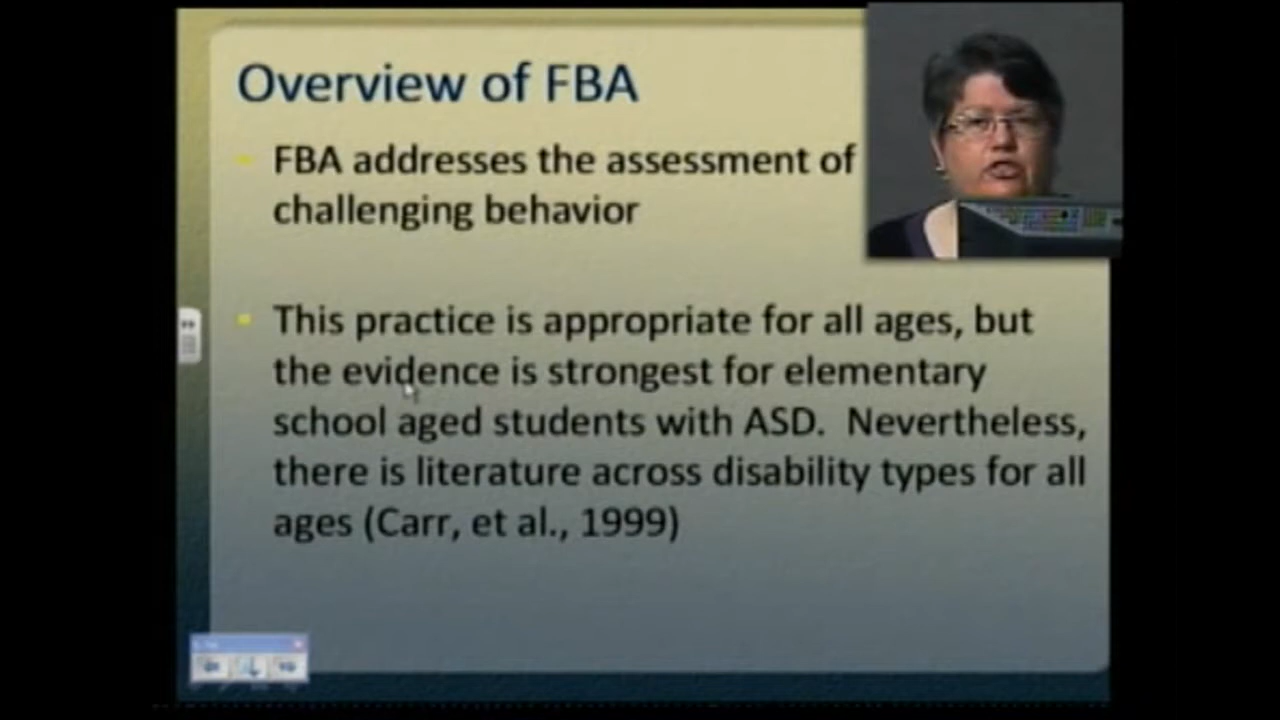 Overview of FBA
FBA addresses the assessment of
challenging behavior
This practice is appropriate for all ages, but
the evidence is strongest for elementary
school aged students with ASD.  Nevertheless,
there is literature across disability types for all
ages (Carr, et al., 1999)